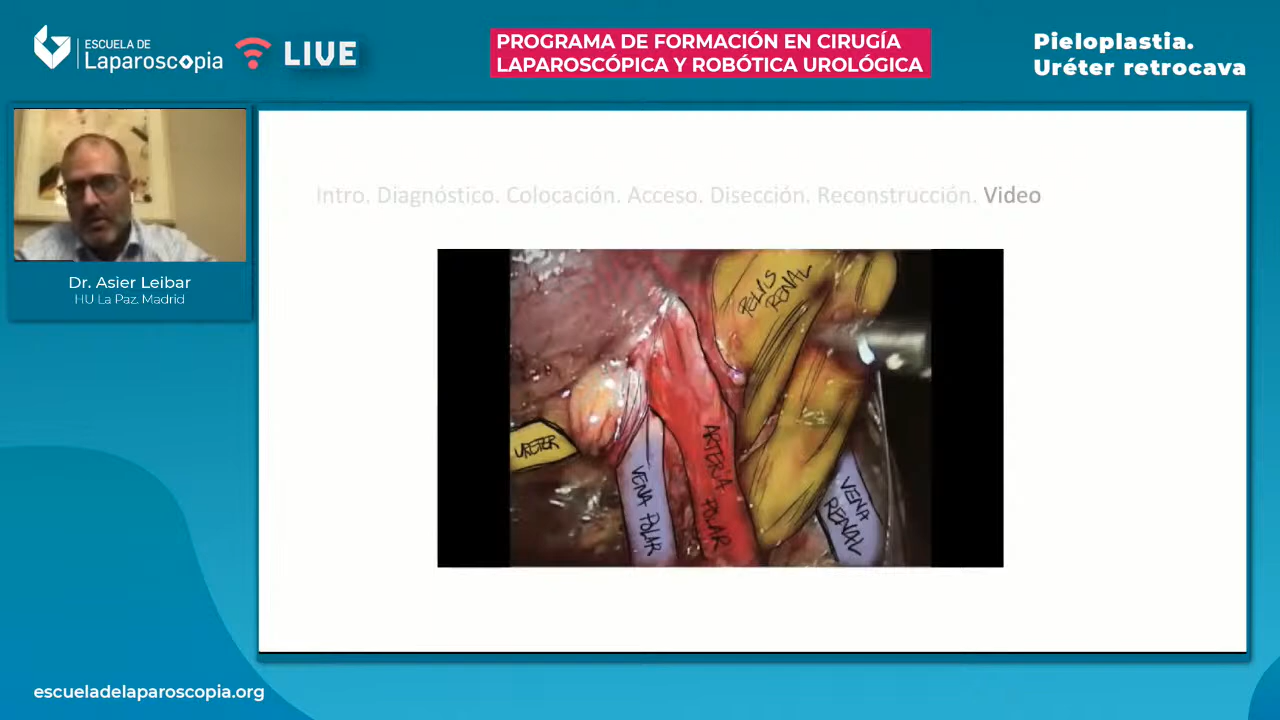 ESCUELA DE
Laparoscopia
LIVE
PROGRAMA DE FORMACIÓN EN CIRUGÍA
LAPAROSCÓPICA Y ROBÓTICA UROLÓGICA
Pieloplastia.
Uréter retrocava
Dr. Asier Leibar
HU La Paz. Madrid
Intro. Diagnóstico. Colocación. Acceso. Disección. Reconstrucción. Video
PELVIS
RENAL
URETER
VENA POLAR
ARTERIA POLAR
VENA
RENAL
escueladelaparoscopia.org